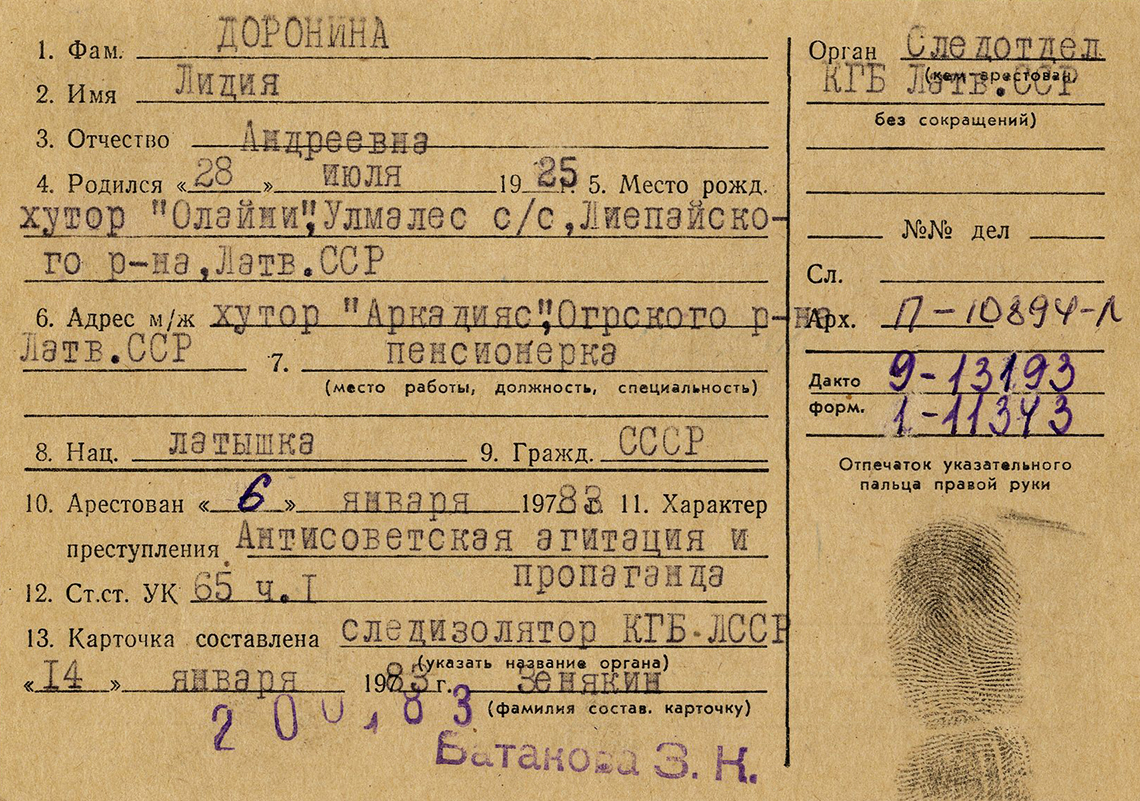 1. Фам. ДОРОНИНА
2. Имя Лидия
3. Отчество Андреевна
4. Родился «28» июля 1925 г. 5. Место рожд.
хутор "Олайни", Улмалес с/с, Лиепайско-
го р-на, Латв.ССР
6. Адрес м/ж хутор "Аркадияс", Огрского р-на
Латв.ССР 7. пенсионерка
(место работы, должность, специальность)
8. Нац. латышка 9. Гражд. СССР
10. Арестован «6» января 19783 11. Характер
преступления Антисоветская агитация и
пропаганда
12. Ст.ст. УК 65 ч.I
13. Карточка составлена следизолятор КГБ ЛССР
(указать название органа)
«14» января 1983 г. Зенякин
(фамилия состав. карточку)
20 01 83
Батакова З. К.
Орган Следотдел
(кем арестован,
КГБ Латв.ССР
без сокращений)
№№ дел
Сл.
Арх. П-10894-Л
Дакто 9-13193
форм. 1-11343
Отпечаток указательного
пальца правой руки